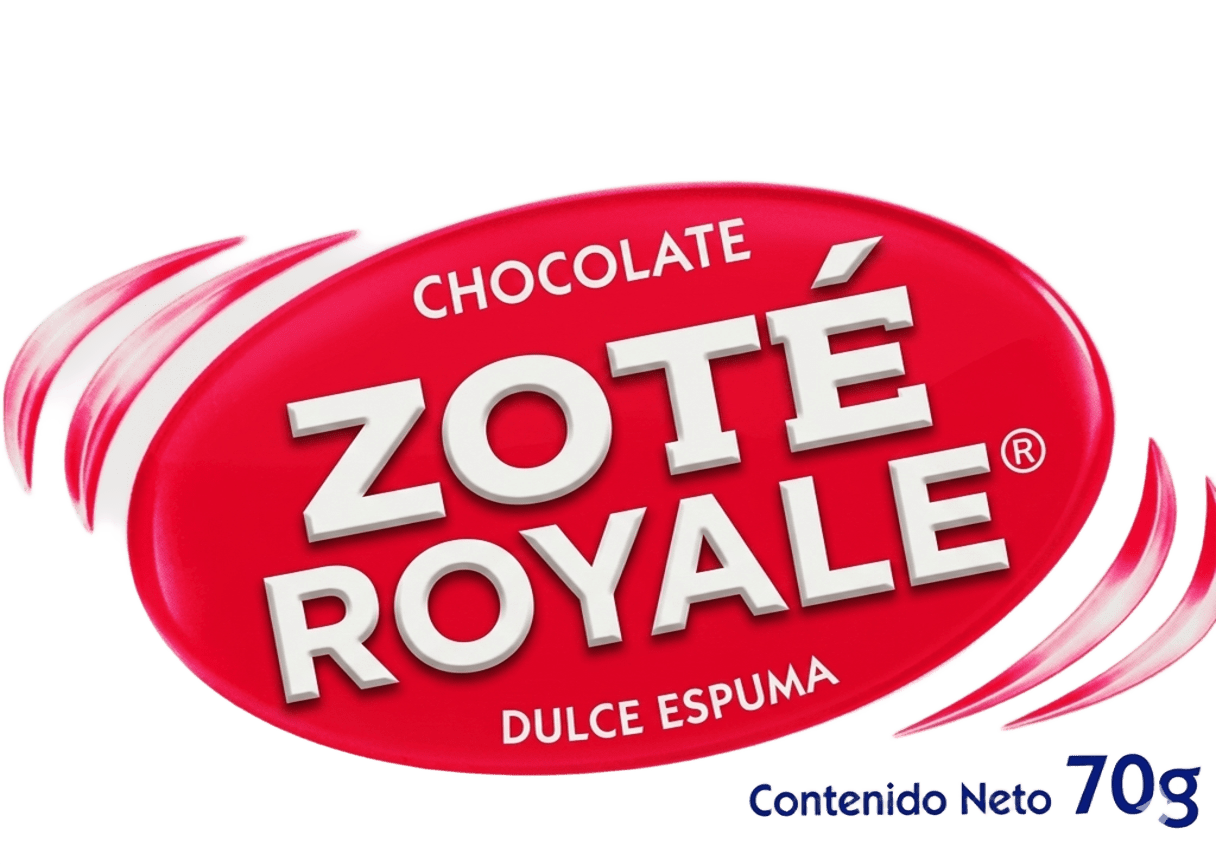 CHOCOLATE
ZOTÉ
ROYALE®
DULCE ESPUMA
Contenido Neto 70g